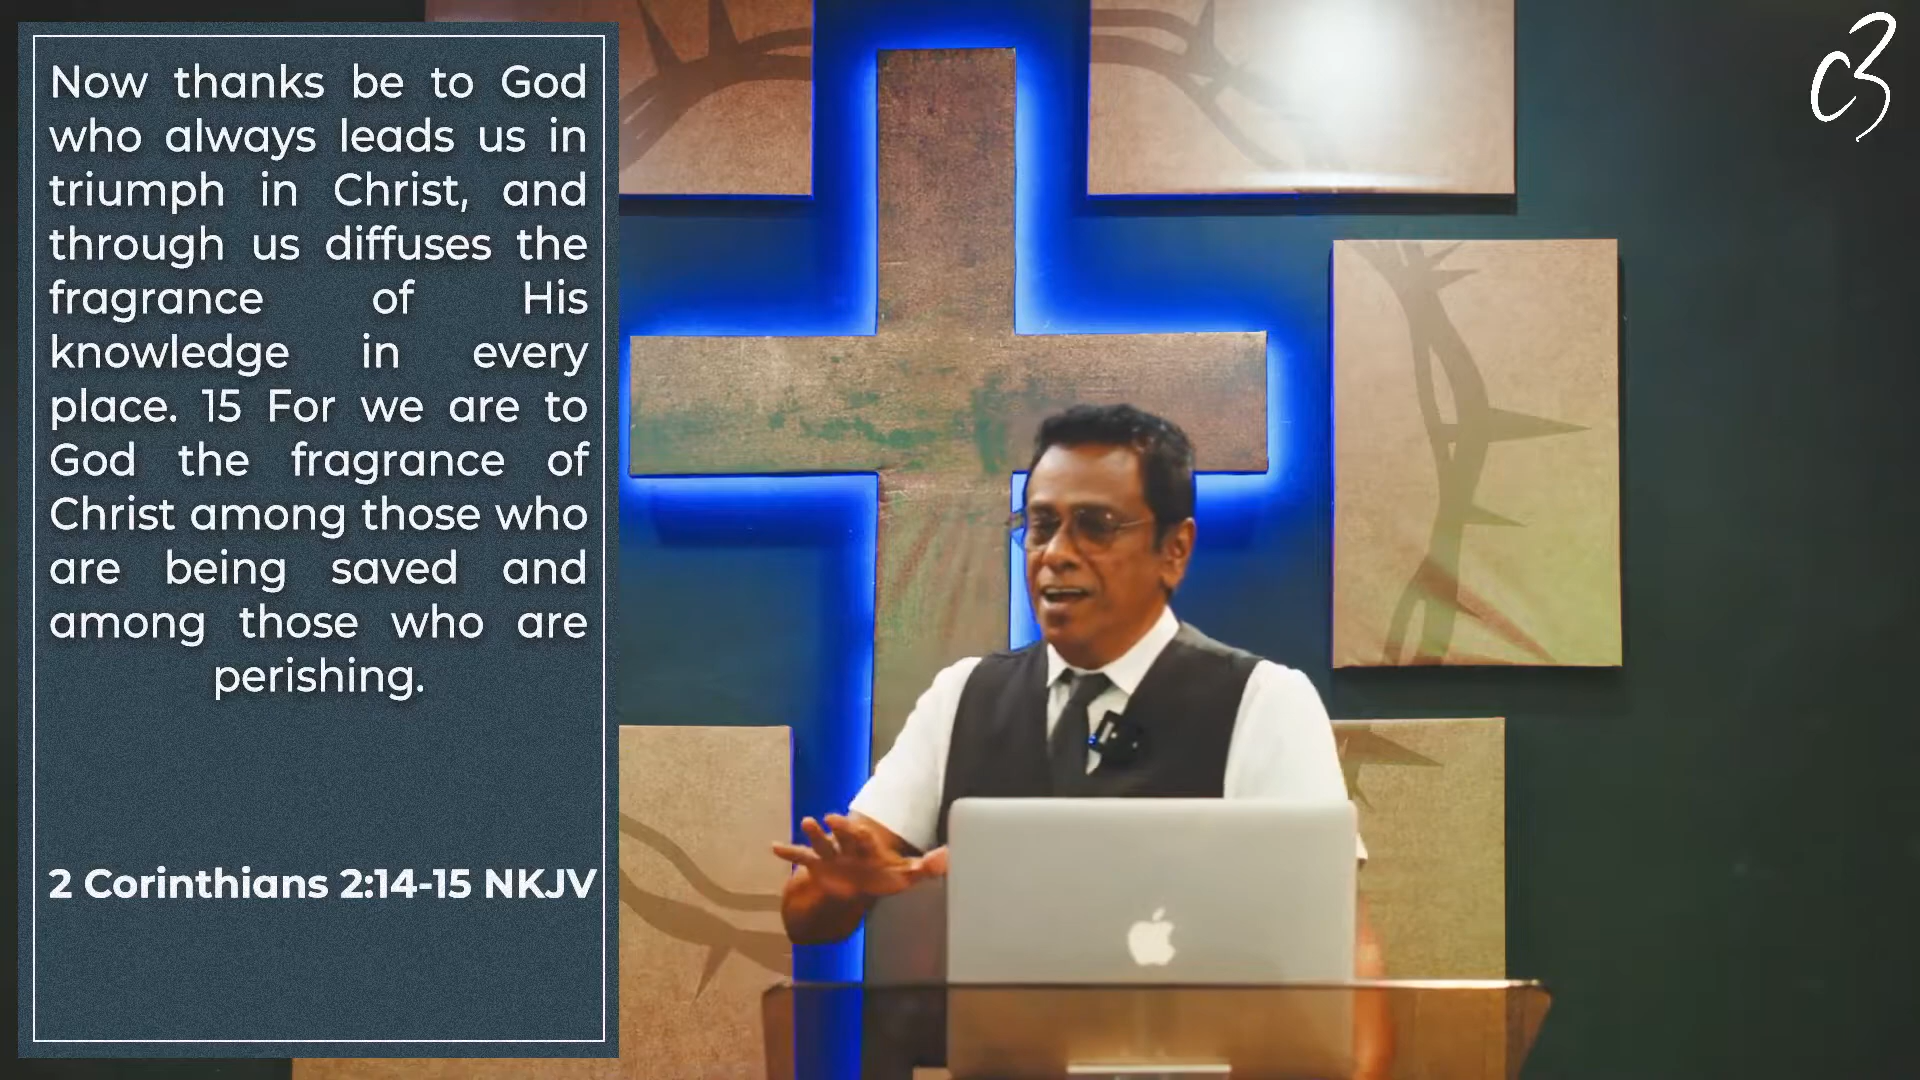 Now thanks be to God
who always leads us in
triumph in Christ, and
through us diffuses the
fragrance of His
knowledge in every
place. 15 For we are to
God the fragrance of
Christ among those who
are being saved and
among those who are
perishing.
2 Corinthians 2:14-15 NKJV
c3